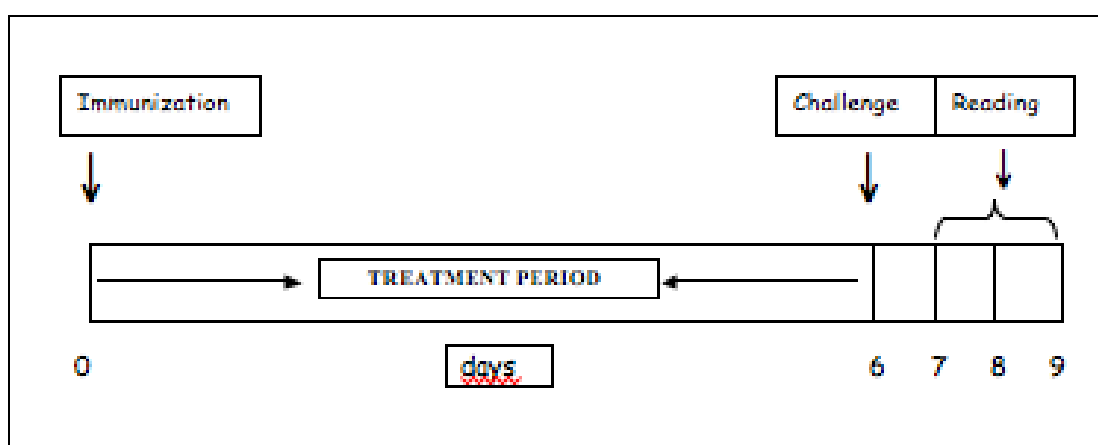 Immunization
Challenge
Reading
TREATMENT PERIOD
0
days
6
7
8
9